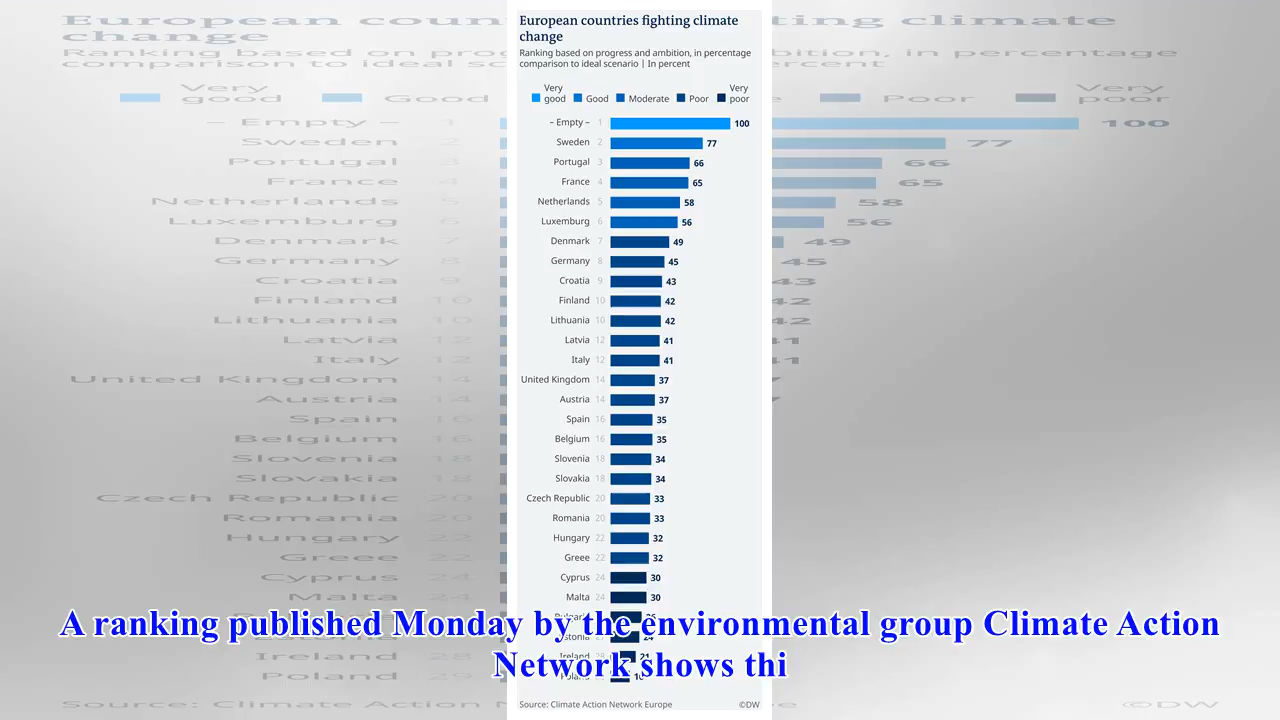 European countries fighting climate
change
Ranking based on progress and ambition, in percentage
comparison to ideal scenario | In percent
Very good Good Moderate Poor Very poor
– Empty – 1 100
Sweden 2 77
Portugal 3 66
France 4 65
Netherlands 5 58
Luxemburg 6 56
Denmark 7 49
Germany 8 45
Croatia 9 43
Finland 10 42
Lithuania 10 42
Latvia 12 41
Italy 12 41
United Kingdom 14 37
Austria 14 37
Spain 16 35
Belgium 16 35
Slovenia 18 34
Slovakia 18 34
Czech Republic 20 33
Romania 20 33
Hungary 22 32
Greee 22 32
Cyprus 24 30
Malta 24 30
A ranking published Monday by the environmental group Climate Action
Network shows thi
Ireland 28 21
Source: Climate Action Network Europe ©DW